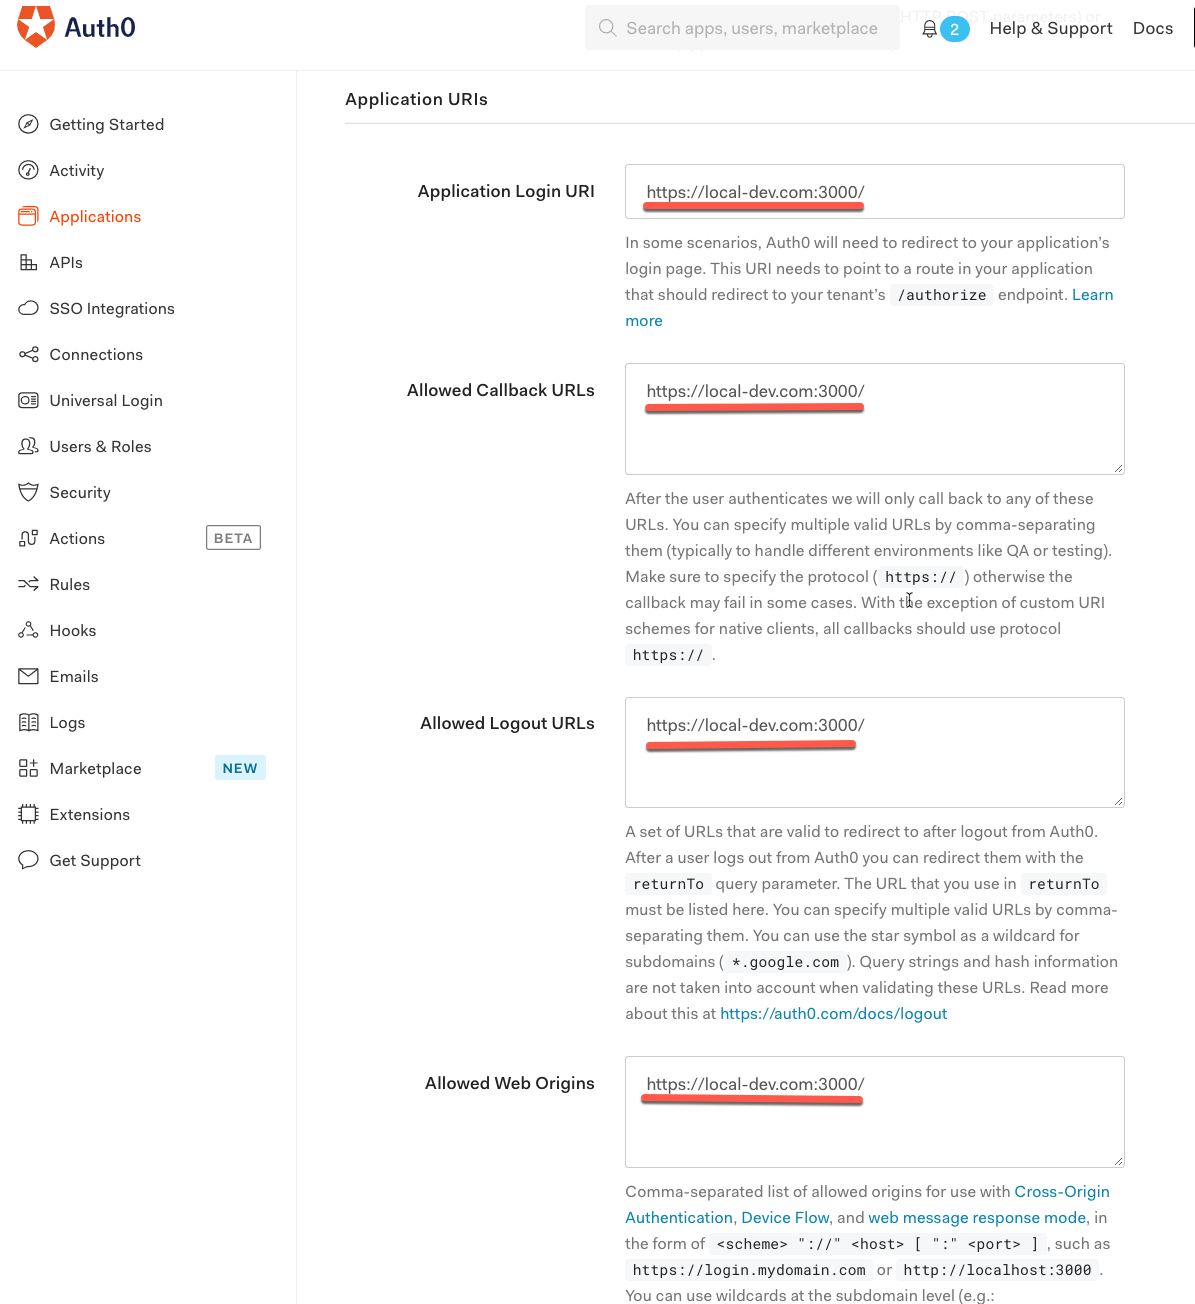 Auth0
Search apps, users, marketplace
HTTP POST parameters) or
2
Help & Support
Docs
Getting Started
Activity
Applications
APIs
SSO Integrations
Connections
Universal Login
Users & Roles
Security
Actions
BETA
Rules
Hooks
Emails
Logs
Marketplace
NEW
Extensions
Get Support
Application URIs
Application Login URI
https://local-dev.com:3000/
In some scenarios, Auth0 will need to redirect to your application's
login page. This URI needs to point to a route in your application
that should redirect to your tenant's /authorize endpoint. Learn
more
Allowed Callback URLs
https://local-dev.com:3000/
After the user authenticates we will only call back to any of these
URLs. You can specify multiple valid URLs by comma-separating
them (typically to handle different environments like QA or testing).
Make sure to specify the protocol ( https:// ) otherwise the
callback may fail in some cases. With the exception of custom URI
schemes for native clients, all callbacks should use protocol
https:// .
Allowed Logout URLs
https://local-dev.com:3000/
A set of URLs that are valid to redirect to after logout from Auth0.
After a user logs out from Auth0 you can redirect them with the
returnTo query parameter. The URL that you use in returnTo
must be listed here. You can specify multiple valid URLs by comma-
separating them. You can use the star symbol as a wildcard for
subdomains ( *.google.com ). Query strings and hash information
are not taken into account when validating these URLs. Read more
about this at https://auth0.com/docs/logout
Allowed Web Origins
https://local-dev.com:3000/
Comma-separated list of allowed origins for use with Cross-Origin
Authentication, Device Flow, and web message response mode, in
the form of <scheme> "://" <host> [ ":" <port> ] , such as
https://login.mydomain.com or http://localhost:3000 .
You can use wildcards at the subdomain level (e.g.: